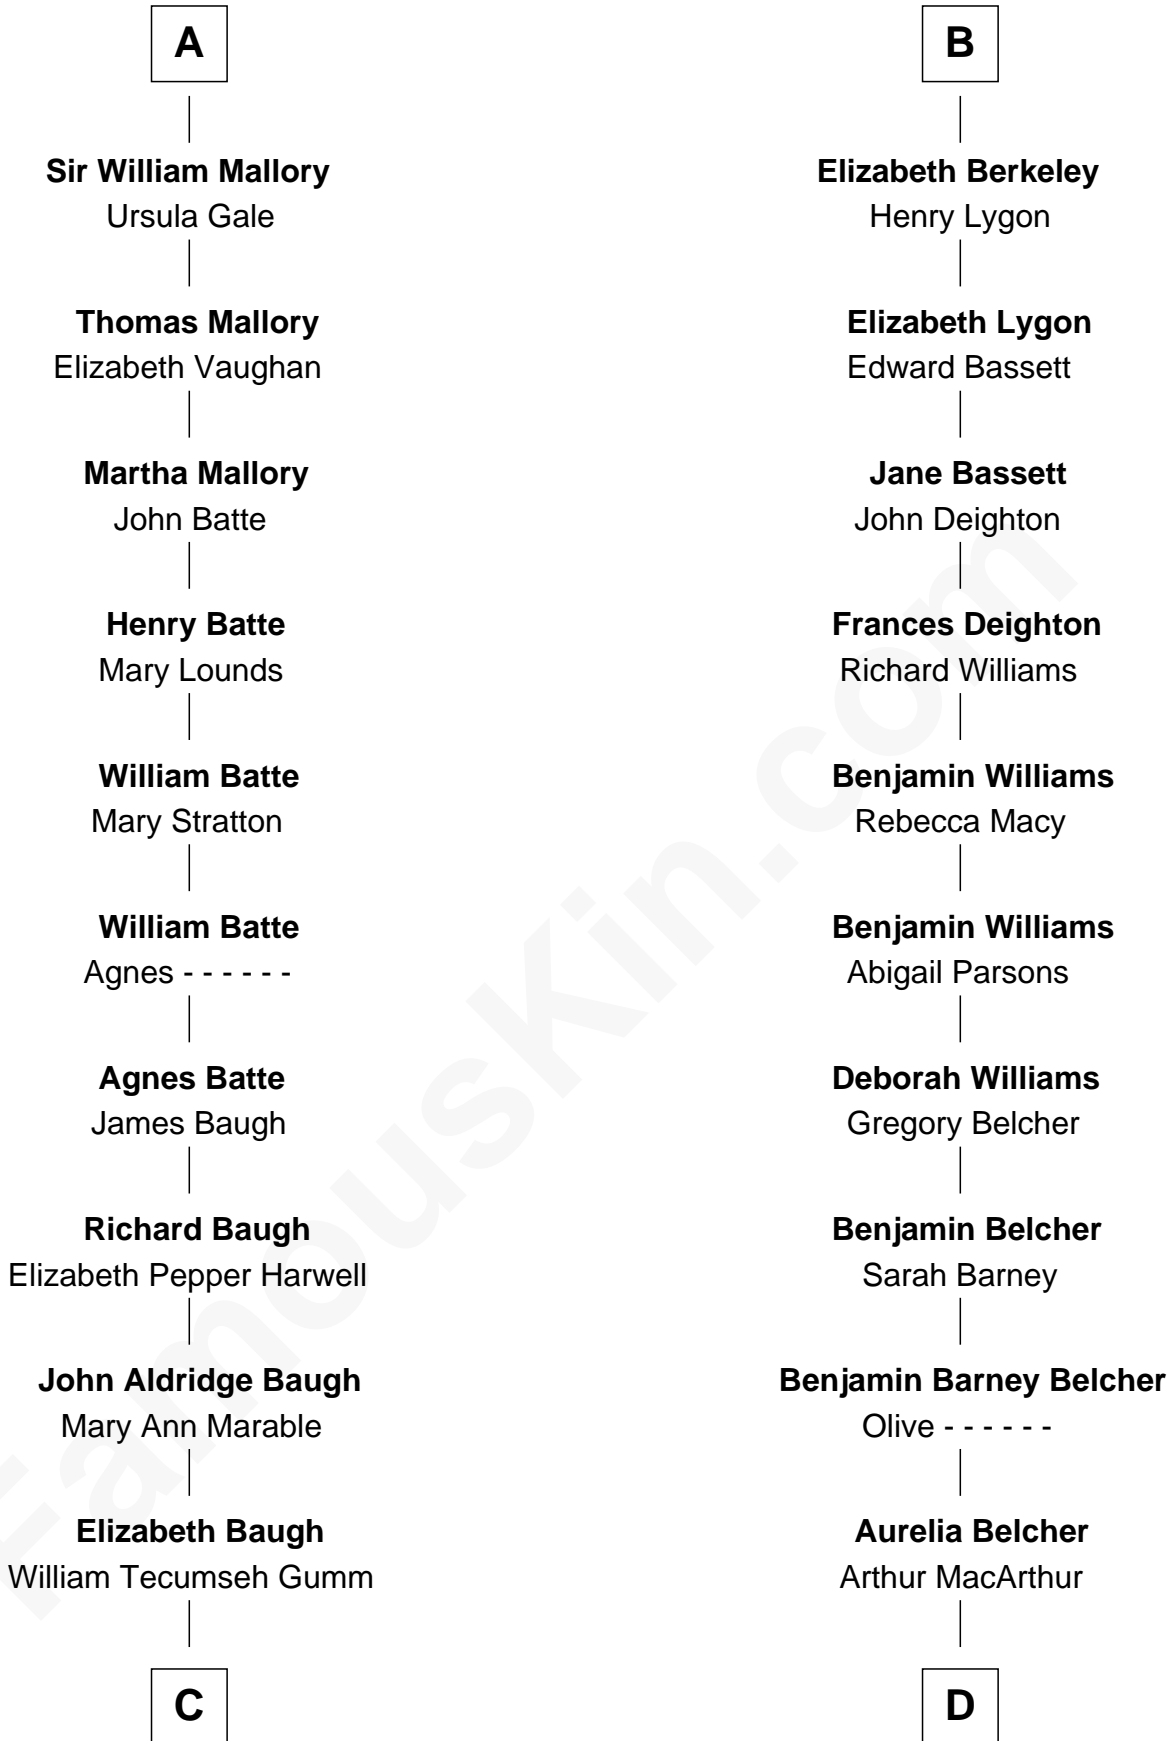 A
Sir William Mallory
Ursula Gale
Thomas Mallory
Elizabeth Vaughan
Martha Mallory
John Batte
Henry Batte
Mary Lounds
William Batte
Mary Stratton
William Batte
Agnes - - - - - -
Agnes Batte
James Baugh
Richard Baugh
Elizabeth Pepper Harwell
John Aldridge Baugh
Mary Ann Marable
Elizabeth Baugh
William Tecumseh Gumm
C
B
Elizabeth Berkeley
Henry Lygon
Elizabeth Lygon
Edward Bassett
Jane Bassett
John Deighton
Frances Deighton
Richard Williams
Benjamin Williams
Rebecca Macy
Benjamin Williams
Abigail Parsons
Deborah Williams
Gregory Belcher
Benjamin Belcher
Sarah Barney
Benjamin Barney Belcher
Olive - - - - - -
Aurelia Belcher
Arthur MacArthur
D
FamousKin.com